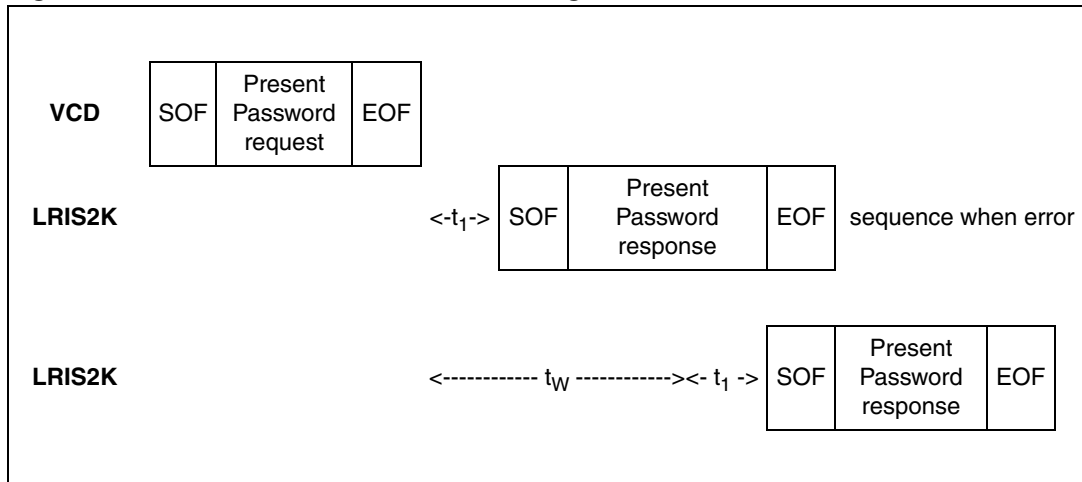 VCD
SOF
Present
Password
request
EOF
LRIS2K
<-t₁->
SOF
Present
Password
response
EOF
sequence when error
LRIS2K
<------------ tW ------------><- t₁ ->
SOF
Present
Password
response
EOF